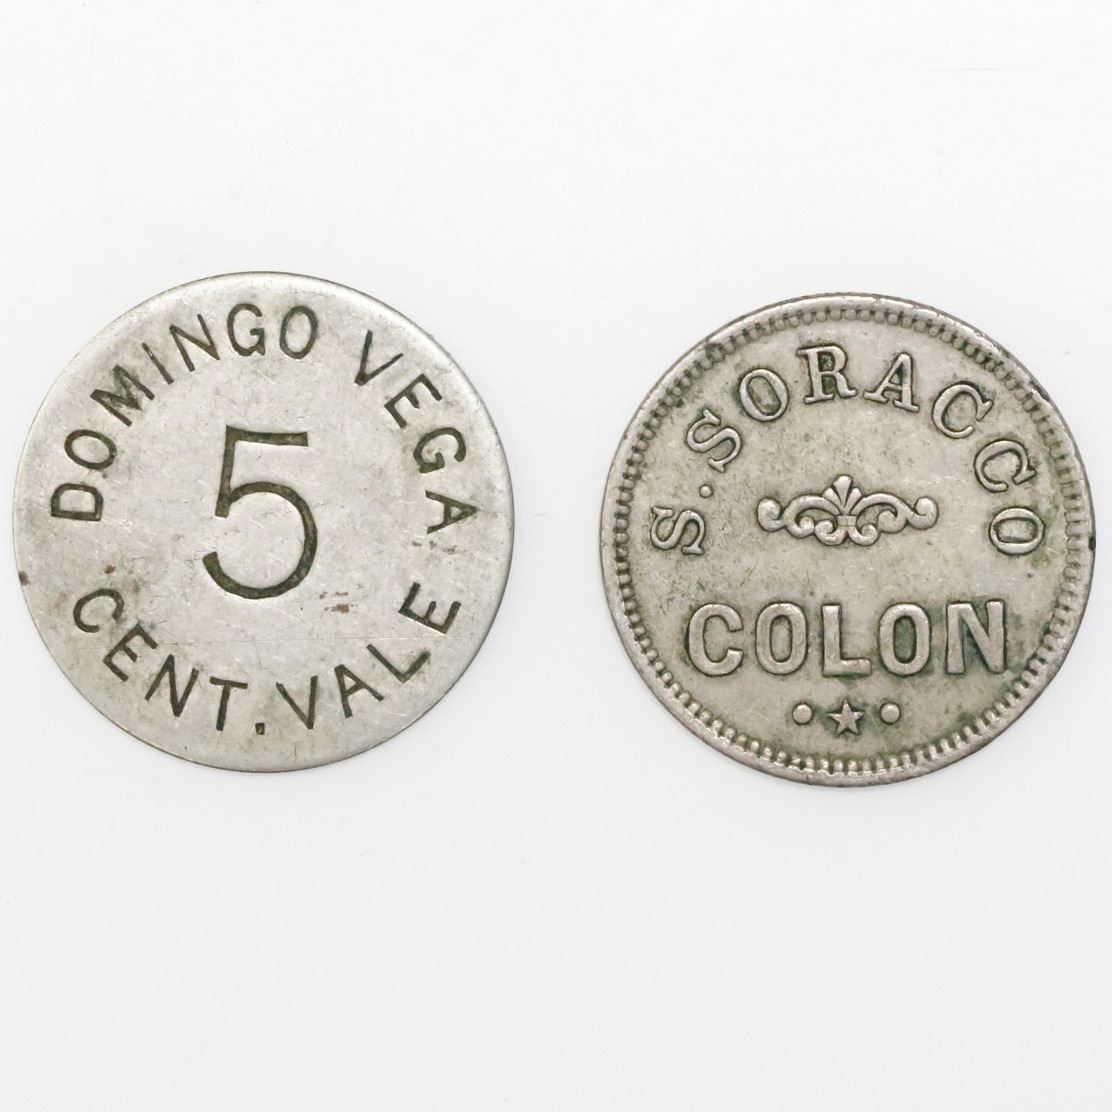 DOMINGO VEGA
5
CENT. VALE
S. SORACCO
COLON